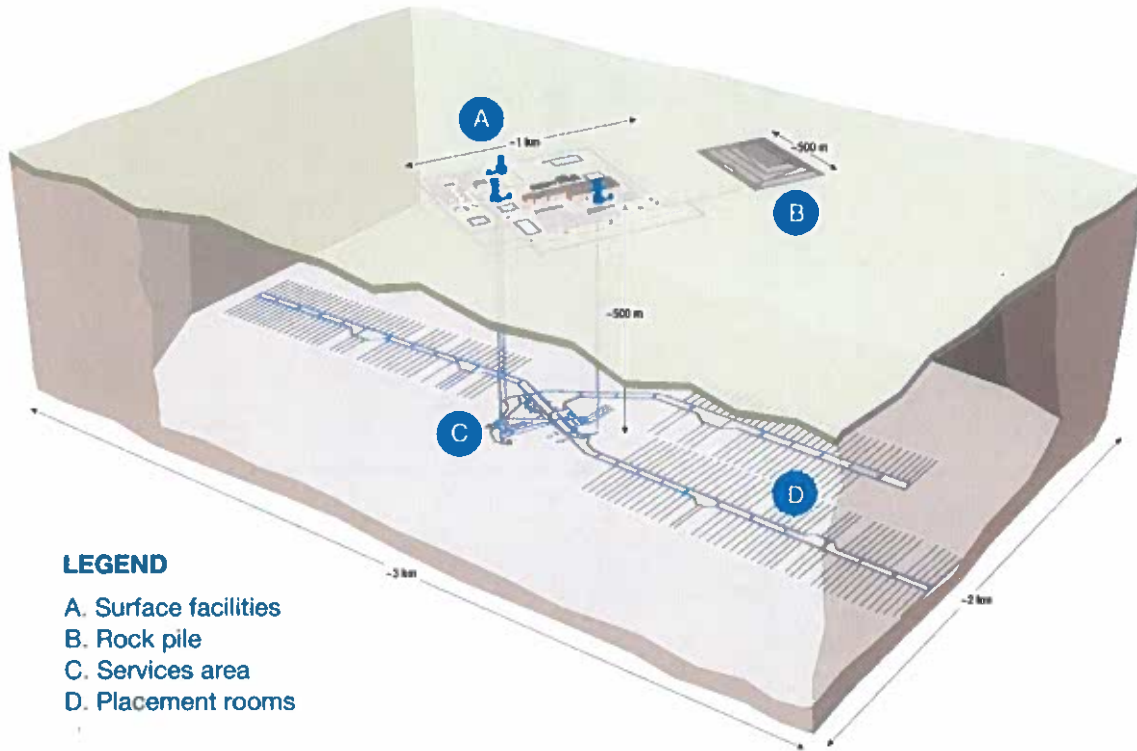 A
~1 km
~500 m
B
~500 m
C
D
~3 km
~2 km
LEGEND
A. Surface facilities
B. Rock pile
C. Services area
D. Placement rooms